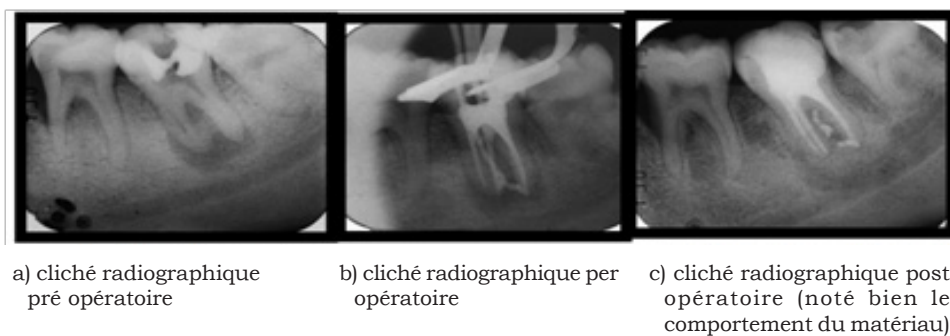 a) cliché radiographique
pré opératoire
b) cliché radiographique per
opératoire
c) cliché radiographique post
opératoire (noté bien le
comportement du matériau)